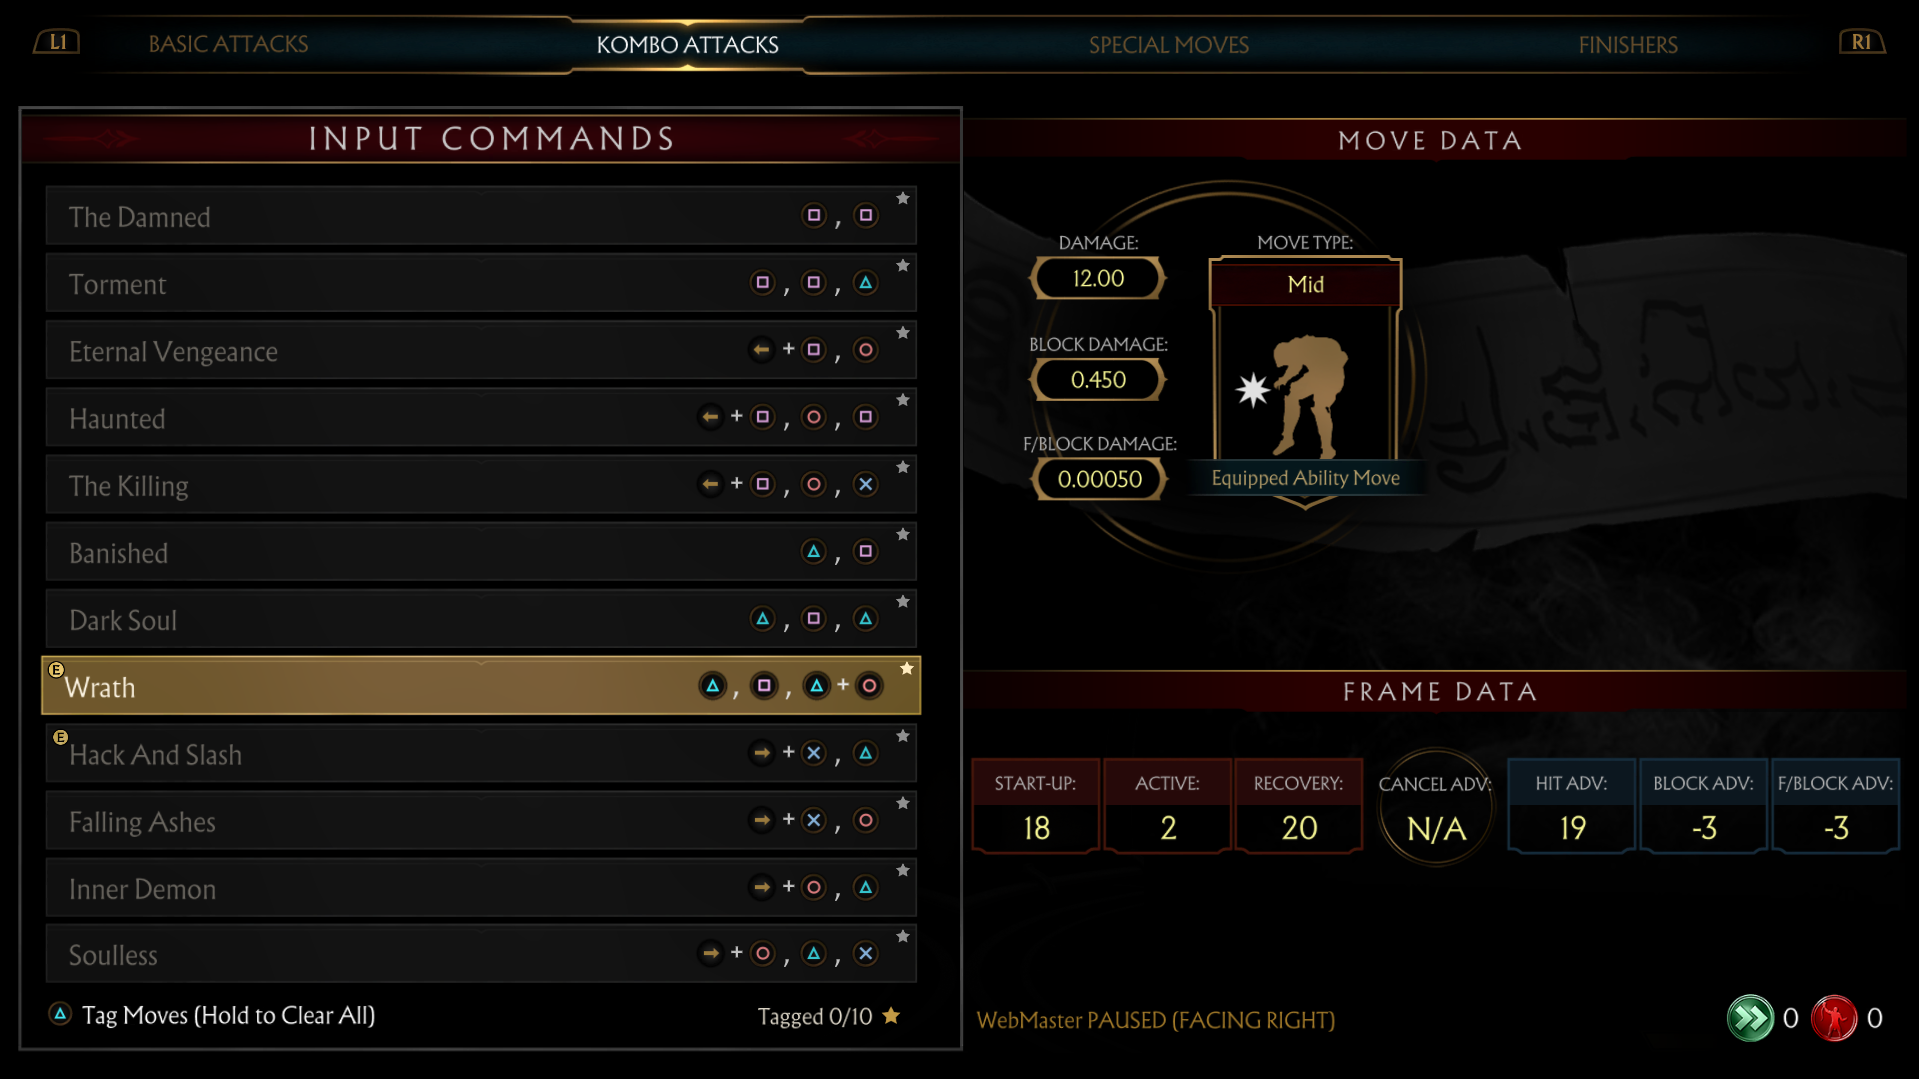 L1
BASIC ATTACKS
KOMBO ATTACKS
SPECIAL MOVES
FINISHERS
R1
INPUT COMMANDS
The Damned ,
Torment , ,
Eternal Vengeance + ,
Haunted + , ,
The Killing + , ,
Banished ,
Dark Soul , ,
E
Wrath , , +
E
Hack And Slash + ,
Falling Ashes + ,
Inner Demon + ,
Soulless + , ,
Tag Moves (Hold to Clear All)
Tagged 0/10
MOVE DATA
DAMAGE:
12.00
BLOCK DAMAGE:
0.450
F/BLOCK DAMAGE:
0.00050
MOVE TYPE:
Mid
Equipped Ability Move
FRAME DATA
START-UP:
18
ACTIVE:
2
RECOVERY:
20
CANCEL ADV:
N/A
HIT ADV:
19
BLOCK ADV:
-3
F/BLOCK ADV:
-3
WebMaster PAUSED (FACING RIGHT)
0
0